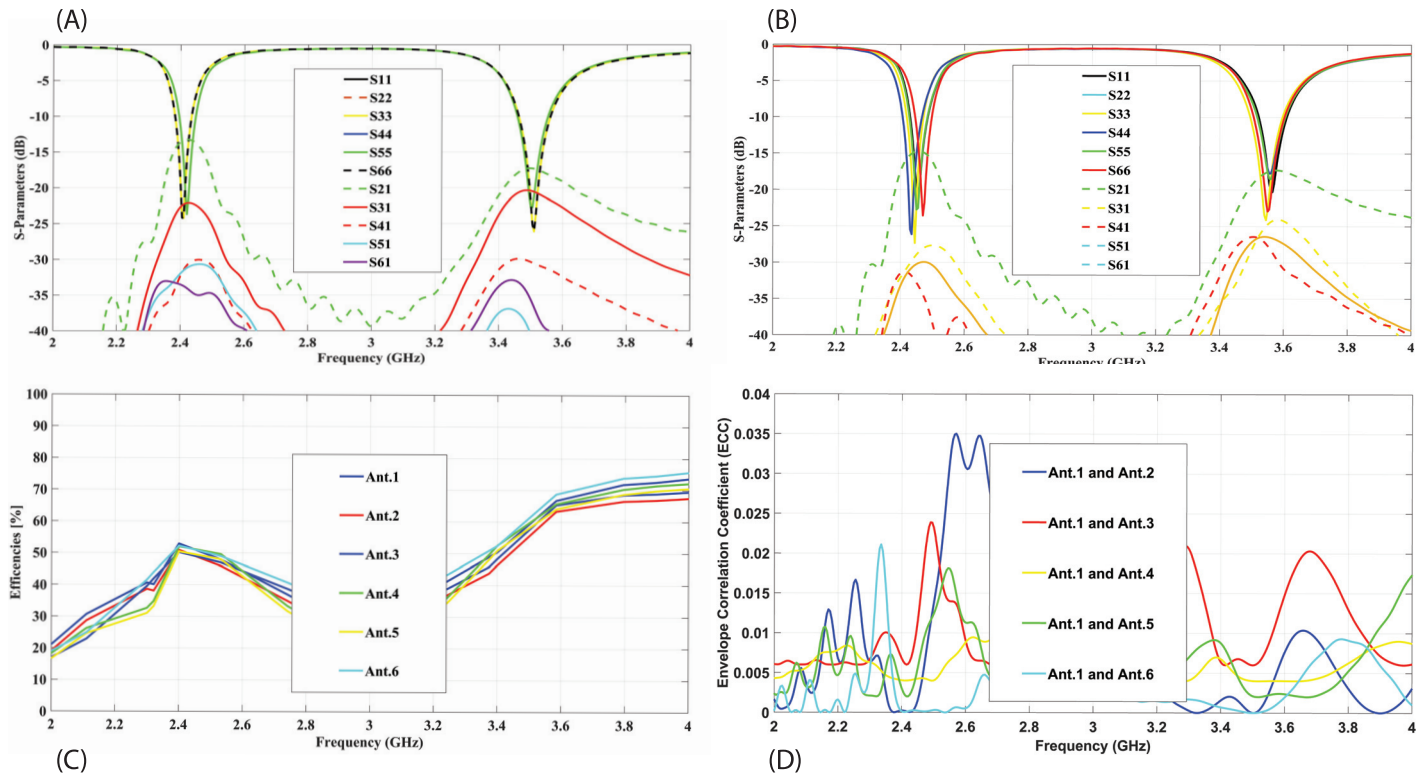 (A)
0
-5
-10
-15
-20
-25
-30
-35
-40
S-Parameters (dB)
S11
S22
S33
S44
S55
S66
S21
S31
S41
S51
S61
2 2.2 2.4 2.6 2.8 3 3.2 3.4 3.6 3.8 4
Frequency (GHz)
(B)
0
-5
-10
-15
-20
-25
-30
-35
-40
S-Parameters (dB)
S11
S22
S33
S44
S55
S66
S21
S31
S41
S51
S61
2 2.2 2.4 2.6 2.8 3 3.2 3.4 3.6 3.8 4
Frequency (GHz)
100
90
80
70
60
50
40
30
20
10
0
Efficencies [%]
Ant.1
Ant.2
Ant.3
Ant.4
Ant.5
Ant.6
2 2.2 2.4 2.6 2.8 3 3.2 3.4 3.6 3.8 4
Frequency (GHz)
(C)
0.04
0.035
0.03
0.025
0.02
0.015
0.01
0.005
0
Envelope Correlation Coefficient (ECC)
Ant.1 and Ant.2
Ant.1 and Ant.3
Ant.1 and Ant.4
Ant.1 and Ant.5
Ant.1 and Ant.6
2 2.2 2.4 2.6 2.8 3 3.2 3.4 3.6 3.8 4
Frequency (GHz)
(D)